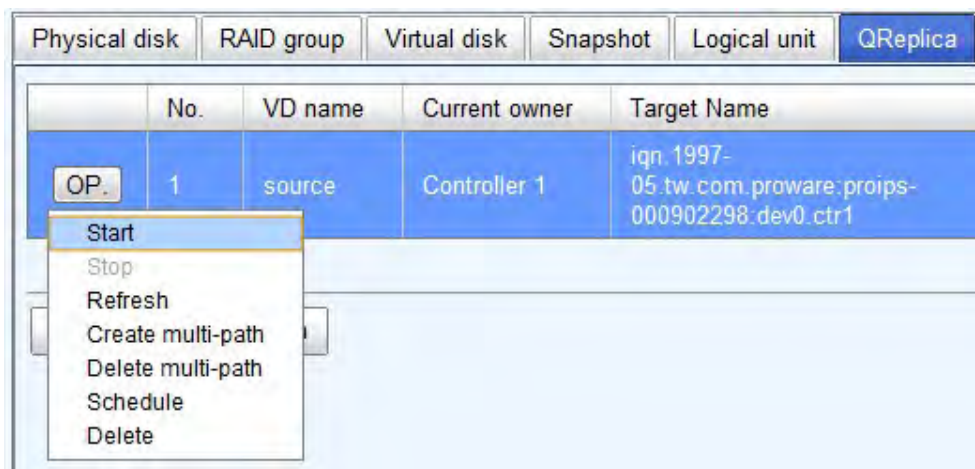 Physical disk RAID group Virtual disk Snapshot Logical unit QReplica
No. VD name Current owner Target Name
OP. 1 source Controller 1 iqn.1997-
05.tw.com.proware:proips-
000902298:dev0.ctr1
Start
Stop
Refresh
Create multi-path
Delete multi-path
Schedule
Delete